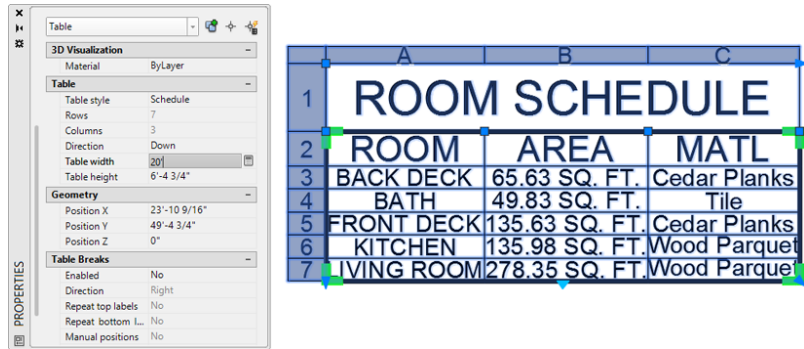 Table
3D Visualization
Material ByLayer
Table
Table style Schedule
Rows 7
Columns 3
Direction Down
Table width 20'
Table height 6'-4 3/4"
Geometry
Position X 23'-10 9/16"
Position Y 49'-4 3/4"
Position Z 0"
Table Breaks
Enabled No
Direction Right
Repeat top labels No
Repeat bottom l... No
Manual positions No
PROPERTIES
A B C
1 ROOM SCHEDULE
2 ROOM AREA MATL
3 BACK DECK 65.63 SQ. FT. Cedar Planks
4 BATH 49.83 SQ. FT. Tile
5 FRONT DECK 135.63 SQ. FT. Cedar Planks
6 KITCHEN 135.98 SQ. FT. Wood Parquet
7 IVING ROOM 278.35 SQ. FT. Wood Parquet